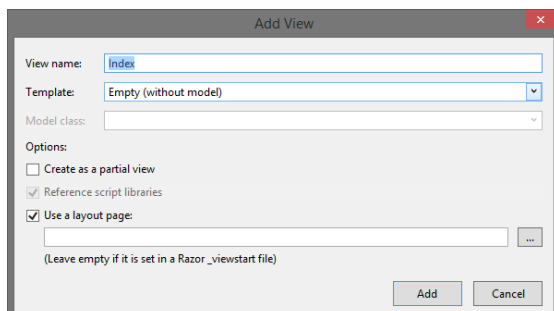 Add View
View name: Index
Template: Empty (without model)
Model class:
Options:
Create as a partial view
Reference script libraries
Use a layout page:
...
(Leave empty if it is set in a Razor _viewstart file)
Add Cancel